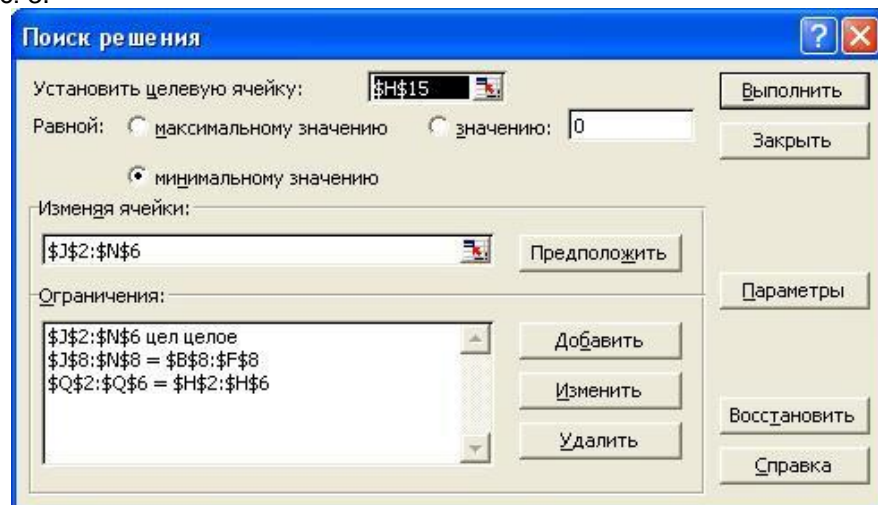 Поиск решения
Установить целевую ячейку: $H$15
Выполнить
Равной: максимальному значению значению: 0
Закрыть
минимальному значению
Изменяя ячейки:
$J$2:$N$6
Предположить
Параметры
Ограничения:
$J$2:$N$6 цел целое
$J$8:$N$8 = $B$8:$F$8
$Q$2:$Q$6 = $H$2:$H$6
Добавить
Изменить
Удалить
Восстановить
Справка